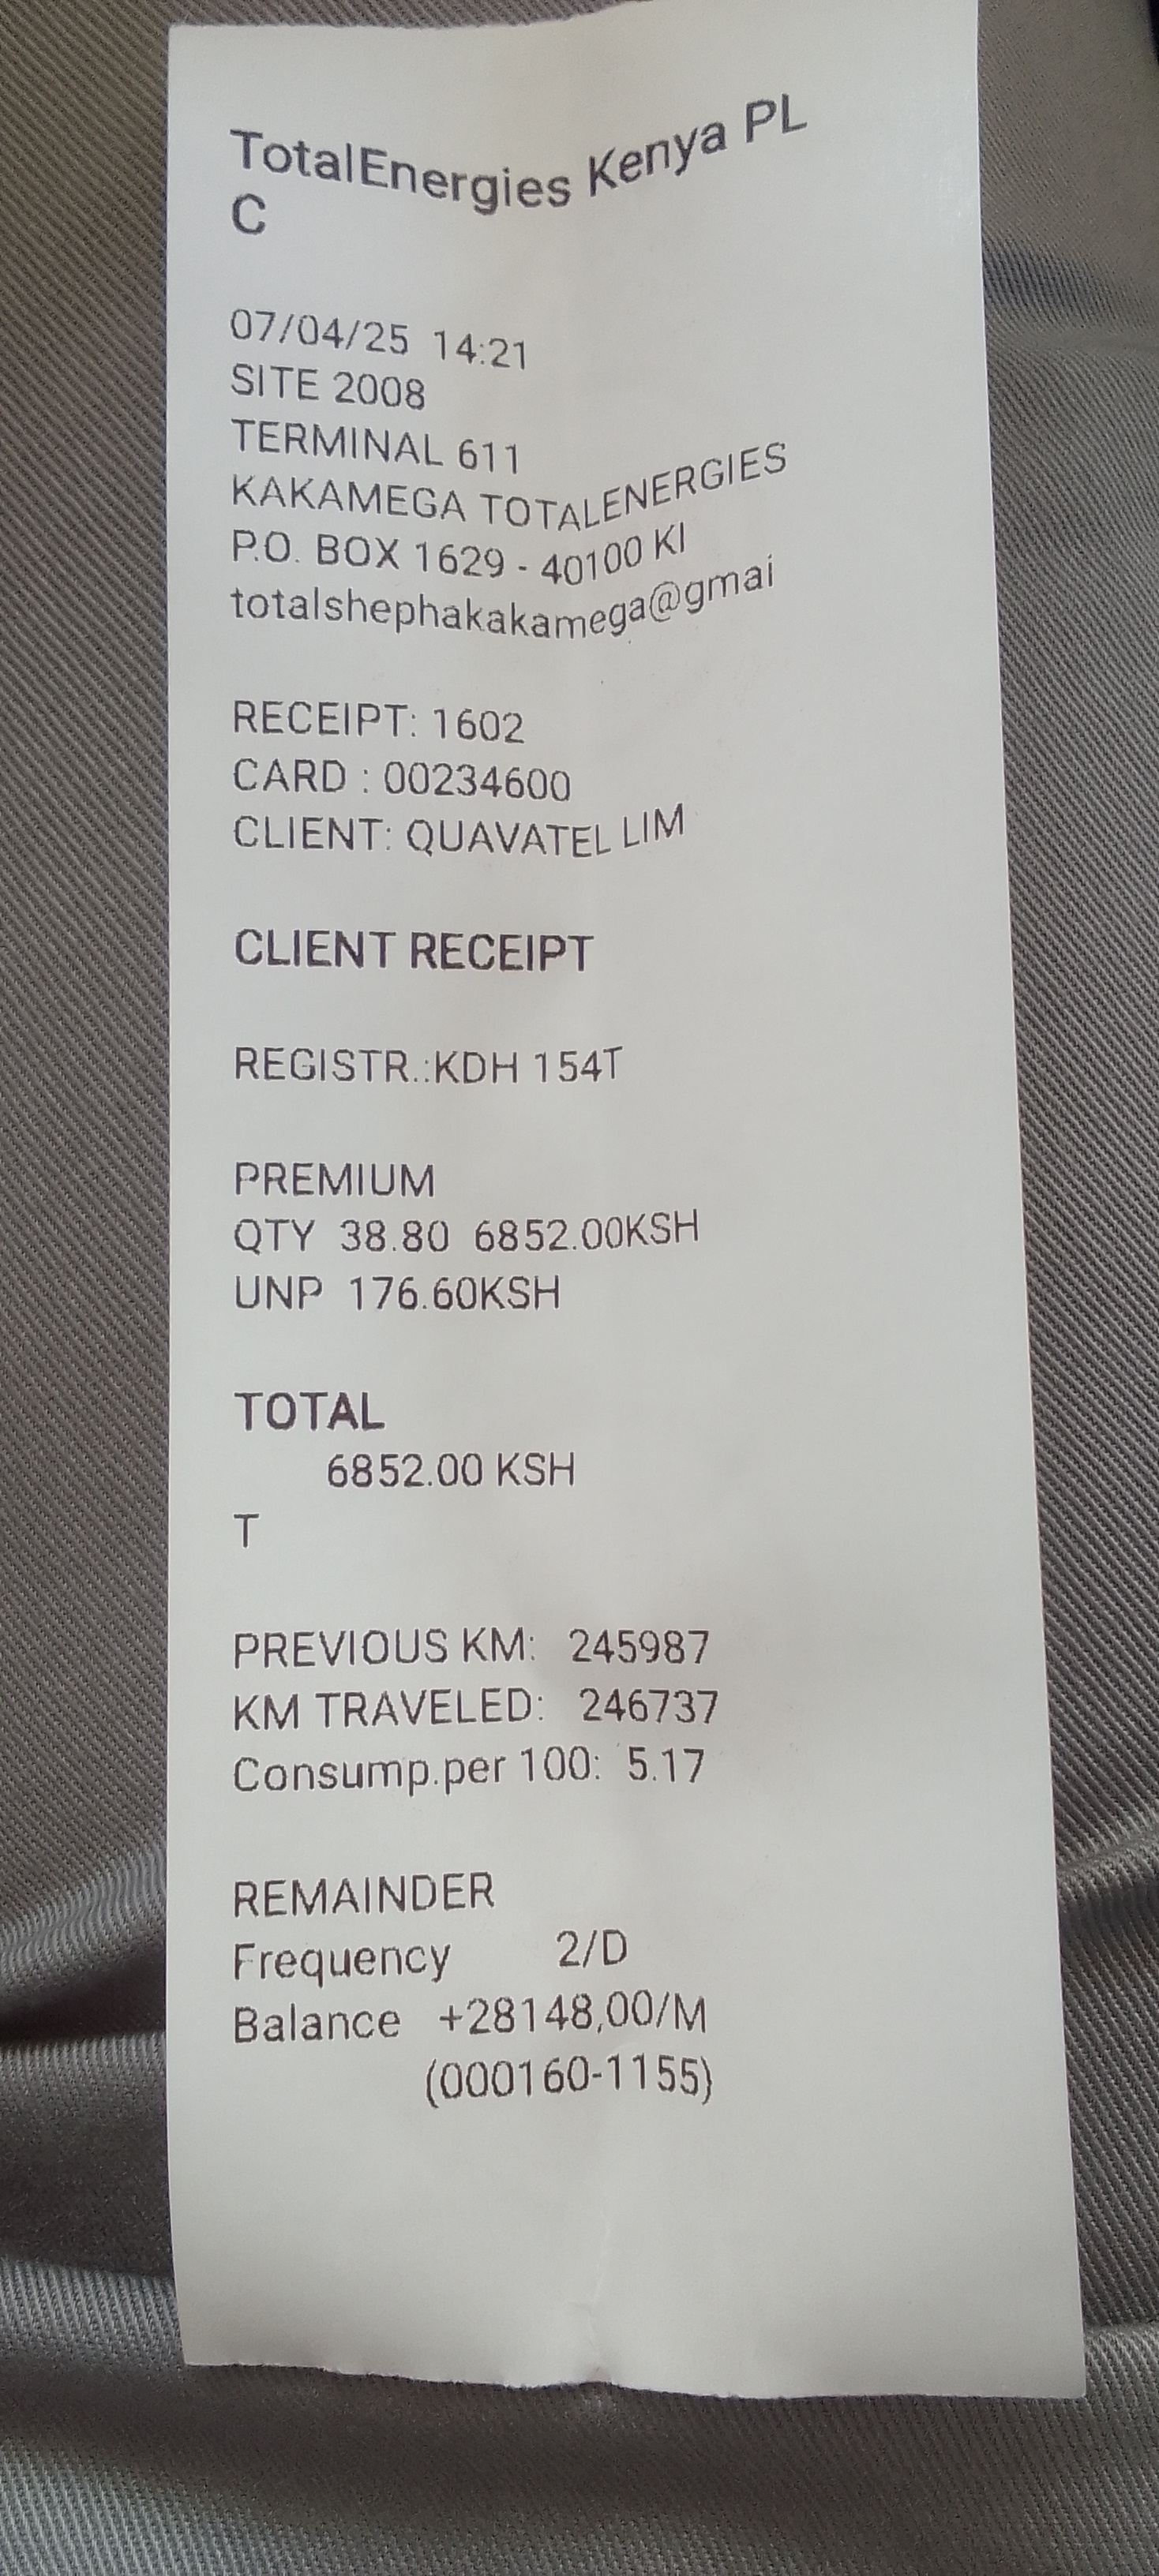 TotalEnergies Kenya PL
C
07/04/25 14:21
SITE 2008
TERMINAL 611
KAKAMEGA TOTALENERGIES
P.O. BOX 1629 - 40100 KI
totalshephakakamega@gmai
RECEIPT: 1602
CARD : 00234600
CLIENT: QUAVATEL LIM
CLIENT RECEIPT
REGISTR.:KDH 154T
PREMIUM
QTY 38.80 6852.00KSH
UNP 176.60KSH
TOTAL
6852.00 KSH
T
PREVIOUS KM: 245987
KM TRAVELED: 246737
Consump.per 100: 5.17
REMAINDER
Frequency 2/D
Balance +28148,00/M
(000160-1155)